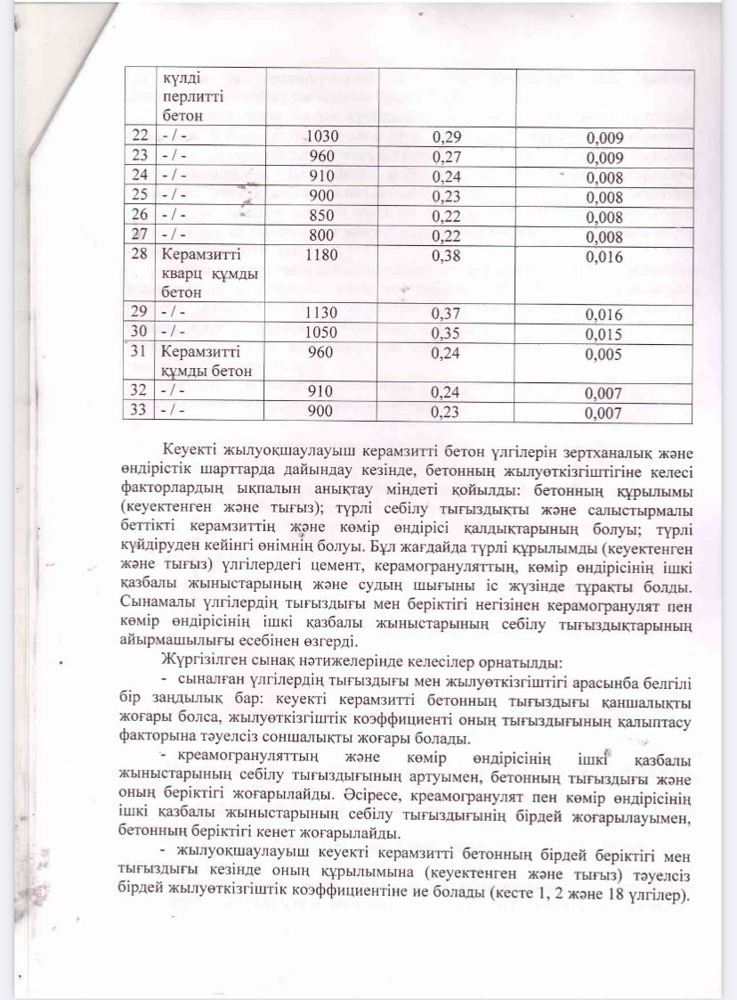 күлді
перлитті
бетон
22 - / - 1030 0,29 0,009
23 - / - 960 0,27 0,009
24 - / - 910 0,24 0,008
25 - / - 900 0,23 0,008
26 - / - 850 0,22 0,008
27 - / - 800 0,22 0,008
28 Керамзитті 1180 0,38 0,016
кварц құмды
бетон
29 - / - 1130 0,37 0,016
30 - / - 1050 0,35 0,015
31 Керамзитті 960 0,24 0,005
құмды бетон
32 - / - 910 0,24 0,007
33 - / - 900 0,23 0,007
Кеуекті жылуоқшаулауыш керамзитті бетон үлгілерін зертханалық және
өндірістік шарттарда дайындау кезінде, бетонның жылуөткізгіштігіне келесі
факторлардың ықпалын анықтау міндеті қойылды: бетонның құрылымы
(кеуектенген және тығыз); түрлі себілу тығыздықты және салыстырмалы
беттікті керамзиттің және көмір өндірісі қалдықтарының болуы; түрлі
күйдіруден кейінгі өнімнің болуы. Бұл жағдайда түрлі құрылымды (кеуектенген
және тығыз) үлгілердегі цемент, керамогрануляттың, көмір өндірісінің ішкі
қазбалы жыныстарының және судың шығыны іс жүзінде тұрақты болды.
Сынамалы үлгілердің тығыздығы мен беріктігі негізінен керамогранулят пен
көмір өндірісінің ішкі қазбалы жыныстарының себілу тығыздықтарының
айырмашылығы есебінен өзгерді.
Жүргізілген сынақ нәтижелерінде келесілер орнатылды:
- сыналған үлгілердің тығыздығы мен жылуөткізгіштігі арасынба белгілі
бір заңдылық бар: кеуекті керамзитті бетонның тығыздығы қаншалықты
жоғары болса, жылуөткізгіштік коэффициенті оның тығыздығының қалыптасу
факторына тәуелсіз соншалықты жоғары болады.
- креамогрануляттың және көмір өндірісінің ішкі қазбалы
жыныстарының себілу тығыздығының артуымен, бетонның тығыздығы және
оның беріктігі жоғарылайды. Әсіресе, креамогранулят пен көмір өндірісінің
ішкі қазбалы жыныстарының себілу тығыздығынің бірдей жоғарылауымен,
бетонның беріктігі кенет жоғарылайды.
- жылуоқшаулауыш кеуекті керамзитті бетонның бірдей беріктігі мен
тығыздығы кезінде оның құрылымына (кеуектенген және тығыз) тәуелсіз
бірдей жылуөткізгіштік коэффициентіне ие болады (кесте 1, 2 және 18 үлгілер).